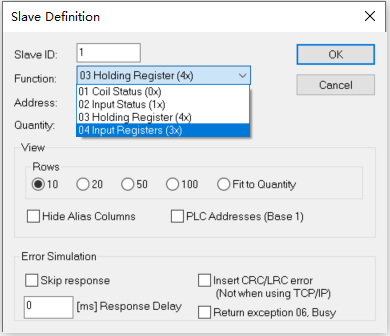 Slave Definition
Slave ID: 1
OK
Function: 03 Holding Register (4x)
Cancel
01 Coil Status (0x)
Address: 02 Input Status (1x)
03 Holding Register (4x)
Quantity: 04 Input Registers (3x)
View
Rows
10 20 50 100 Fit to Quantity
Hide Alias Columns PLC Addresses (Base 1)
Error Simulation
Skip response Insert CRC/LRC error
(Not when using TCP/IP)
0 [ms] Response Delay
Return exception 06, Busy